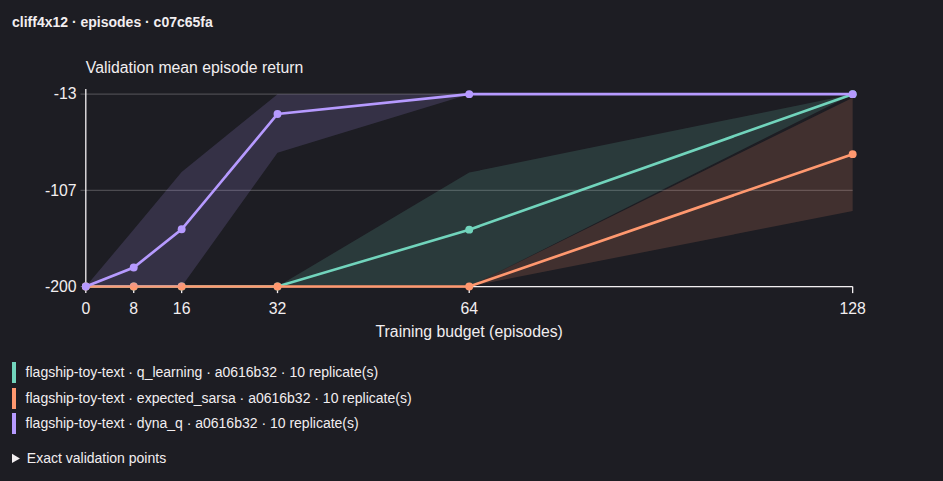 cliff4x12 · episodes · c07c65fa
Validation mean episode return
-13
-107
-200
0 8 16 32 64 128
Training budget (episodes)
flagship-toy-text · q_learning · a0616b32 · 10 replicate(s)
flagship-toy-text · expected_sarsa · a0616b32 · 10 replicate(s)
flagship-toy-text · dyna_q · a0616b32 · 10 replicate(s)
Exact validation points